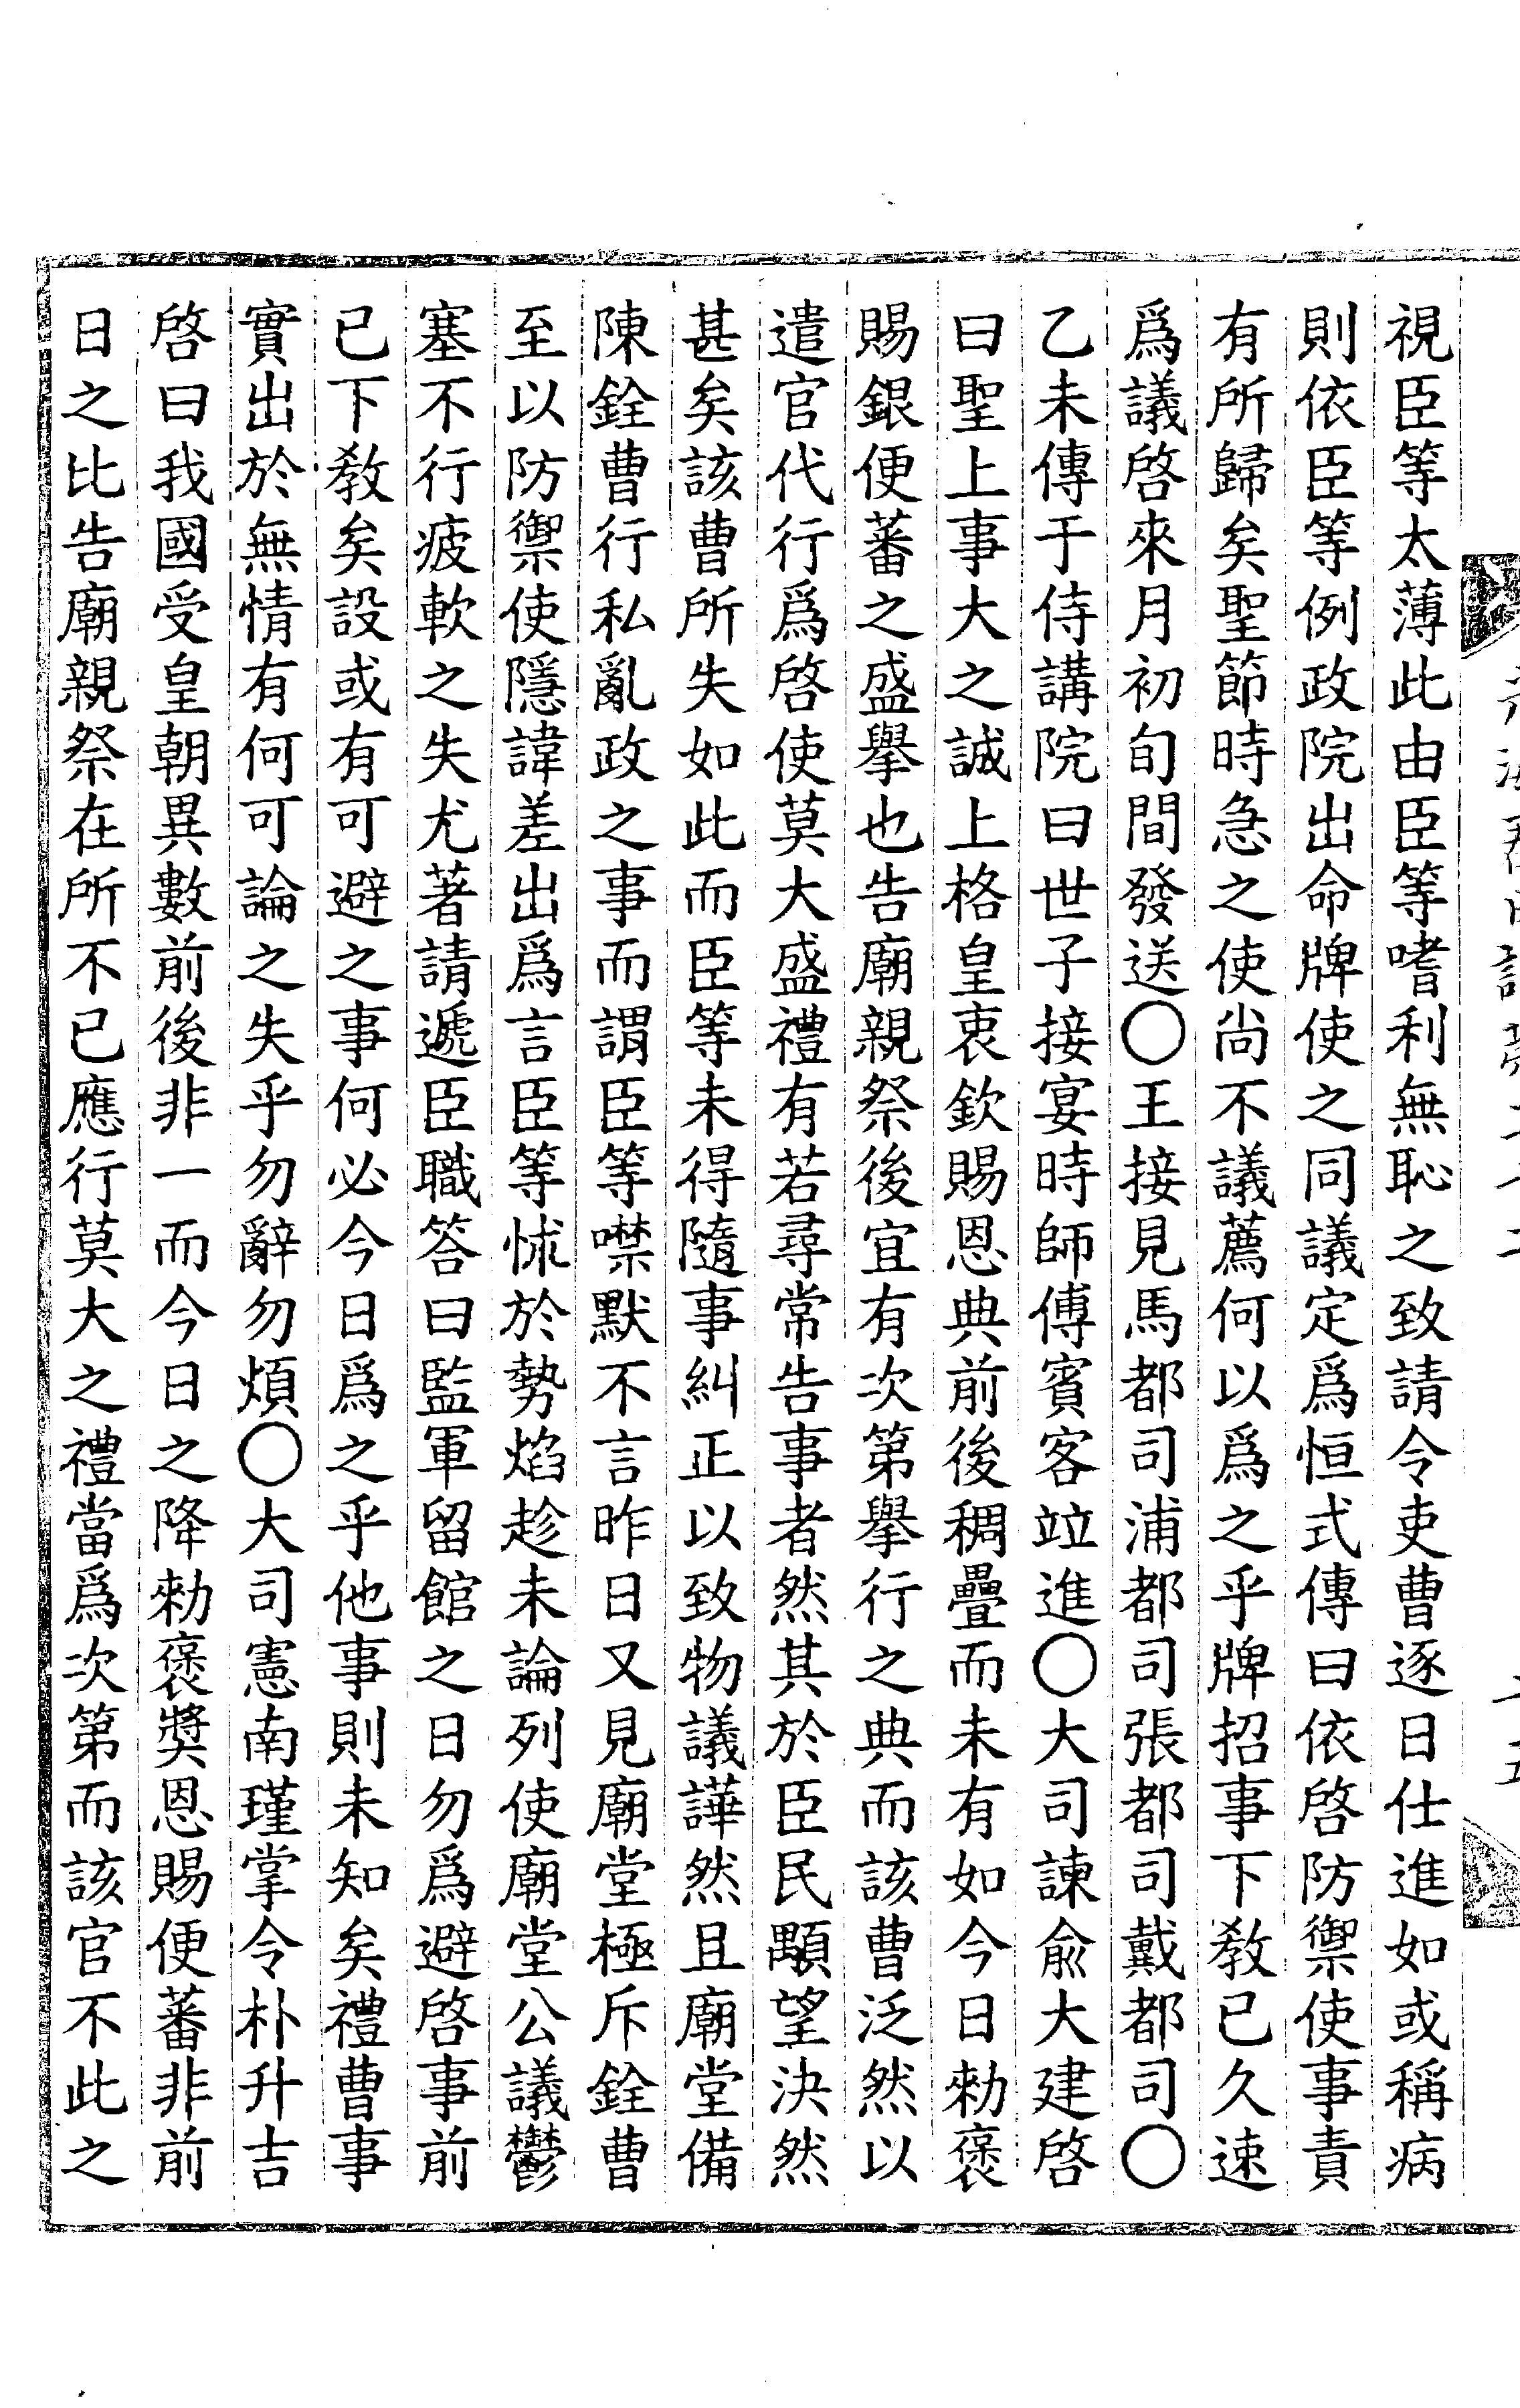 視臣等太薄此由臣等嗜利無恥之致請令吏曹逐日仕進如或稱病
則依臣等例政院出命牌使之同議定爲恒式傳曰依啓防禦使事責
有所歸矣聖節時急之使尚不議薦何以爲之乎牌招事下敎已久速
爲議啓來月初旬間發送〇王接見馬都司浦都司張都司戴都司〇
乙未傳于侍講院曰世子接宴時師傅賓客竝進〇大司諫兪大建啓
曰聖上事大之誠上格皇衷欽賜恩典前後稠疊而未有如今日勑褒
賜銀便蕃之盛擧也告廟親祭後宜有次第擧行之典而該曹泛然以
遣官代行爲啓使莫大盛禮有若尋常告事者然其於臣民顒望決然
甚矣該曹所失如此而臣等未得隨事糾正以致物議譁然且廟堂備
陳銓曹行私亂政之事而謂臣等噤默不言昨日又見廟堂極斥銓曹
至以防禦使隱諱差出爲言臣等怵於勢焰趁未論列使廟堂公議鬱
塞不行疲軟之失尤著請遞臣職答曰監軍留館之日勿爲避啓事前
已下敎矣設或有可避之事何必今日爲之乎他事則未知矣禮曹事
實出於無情有何可論之失乎勿辭勿煩〇大司憲南瑾掌令朴升吉
啓曰我國受皇朝異數前後非一而今日之降勑褒奬恩賜便蕃非前
日之比告廟親祭在所不已應行莫大之禮當爲次第而該官不此之